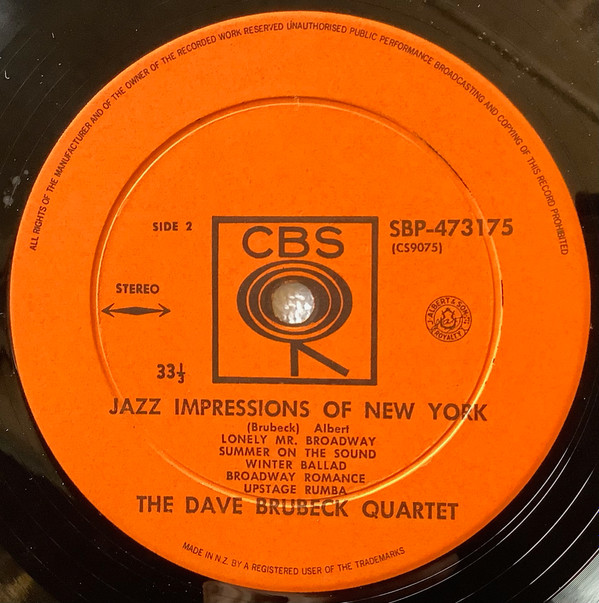 ALL RIGHTS OF THE MANUFACTURER AND OF THE OWNER OF THE RECORDED WORK RESERVED UNAUTHORISED PUBLIC PERFORMANCE BROADCASTING AND COPYING OF THIS RECORD PROHIBITED
SIDE 2
CBS
SBP-473175
(CS9075)
STEREO
ALBERT & SON
ROYALTY
33⅓
JAZZ IMPRESSIONS OF NEW YORK
(Brubeck) Albert
LONELY MR. BROADWAY
SUMMER ON THE SOUND
WINTER BALLAD
BROADWAY ROMANCE
UPSTAGE RUMBA
THE DAVE BRUBECK QUARTET
MADE IN N.Z. BY A REGISTERED USER OF THE TRADEMARKS